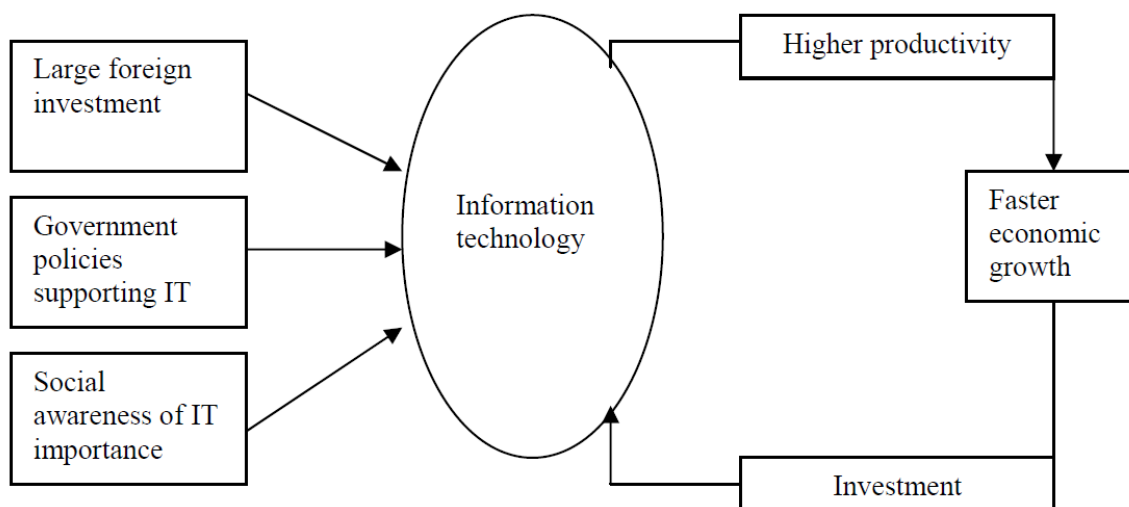 Large foreign
investment
Government
policies
supporting IT
Social
awareness of IT
importance
Information
technology
Higher productivity
Faster
economic
growth
Investment